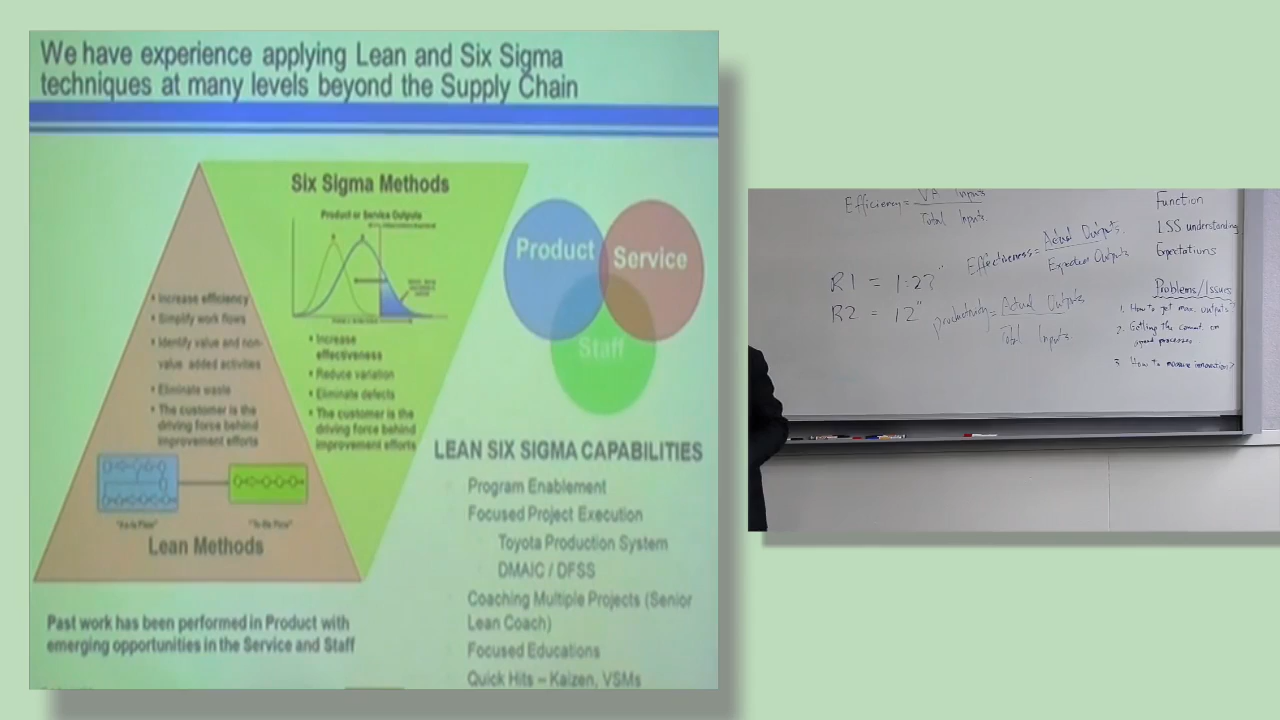 We have experience applying Lean and Six Sigma
techniques at many levels beyond the Supply Chain
Six Sigma Methods
Product or Service Outputs
• Increase
effectiveness
• Reduce variation
• Eliminate defects
• The customer is the
driving force behind
improvement efforts
• Increase efficiency
• Simplify work flows
• Identify value and non-
value added activities
• Eliminate waste
• The customer is the
driving force behind
improvement efforts
"As-Is Flow"
"To-Be Flow"
Lean Methods
Past work has been performed in Product with
emerging opportunities in the Service and Staff
Product
Service
Staff
LEAN SIX SIGMA CAPABILITIES
Program Enablement
Focused Project Execution
Toyota Production System
DMAIC / DFSS
Coaching Multiple Projects (Senior
Lean Coach)
Focused Educations
Quick Hits – Kaizen, VSMs
Efficiency = VA Inputs
Total Inputs
Effectiveness = Actual Outputs
Expected Outputs
R1 = 1:27"
R2 = 12"
Productivity = Actual Outputs
Total Inputs
Function
LSS understanding
Expectations
Problems/Issues
1. How to get max. outputs?
2. Getting the correct on
speed processes
3. How to measure innovation?